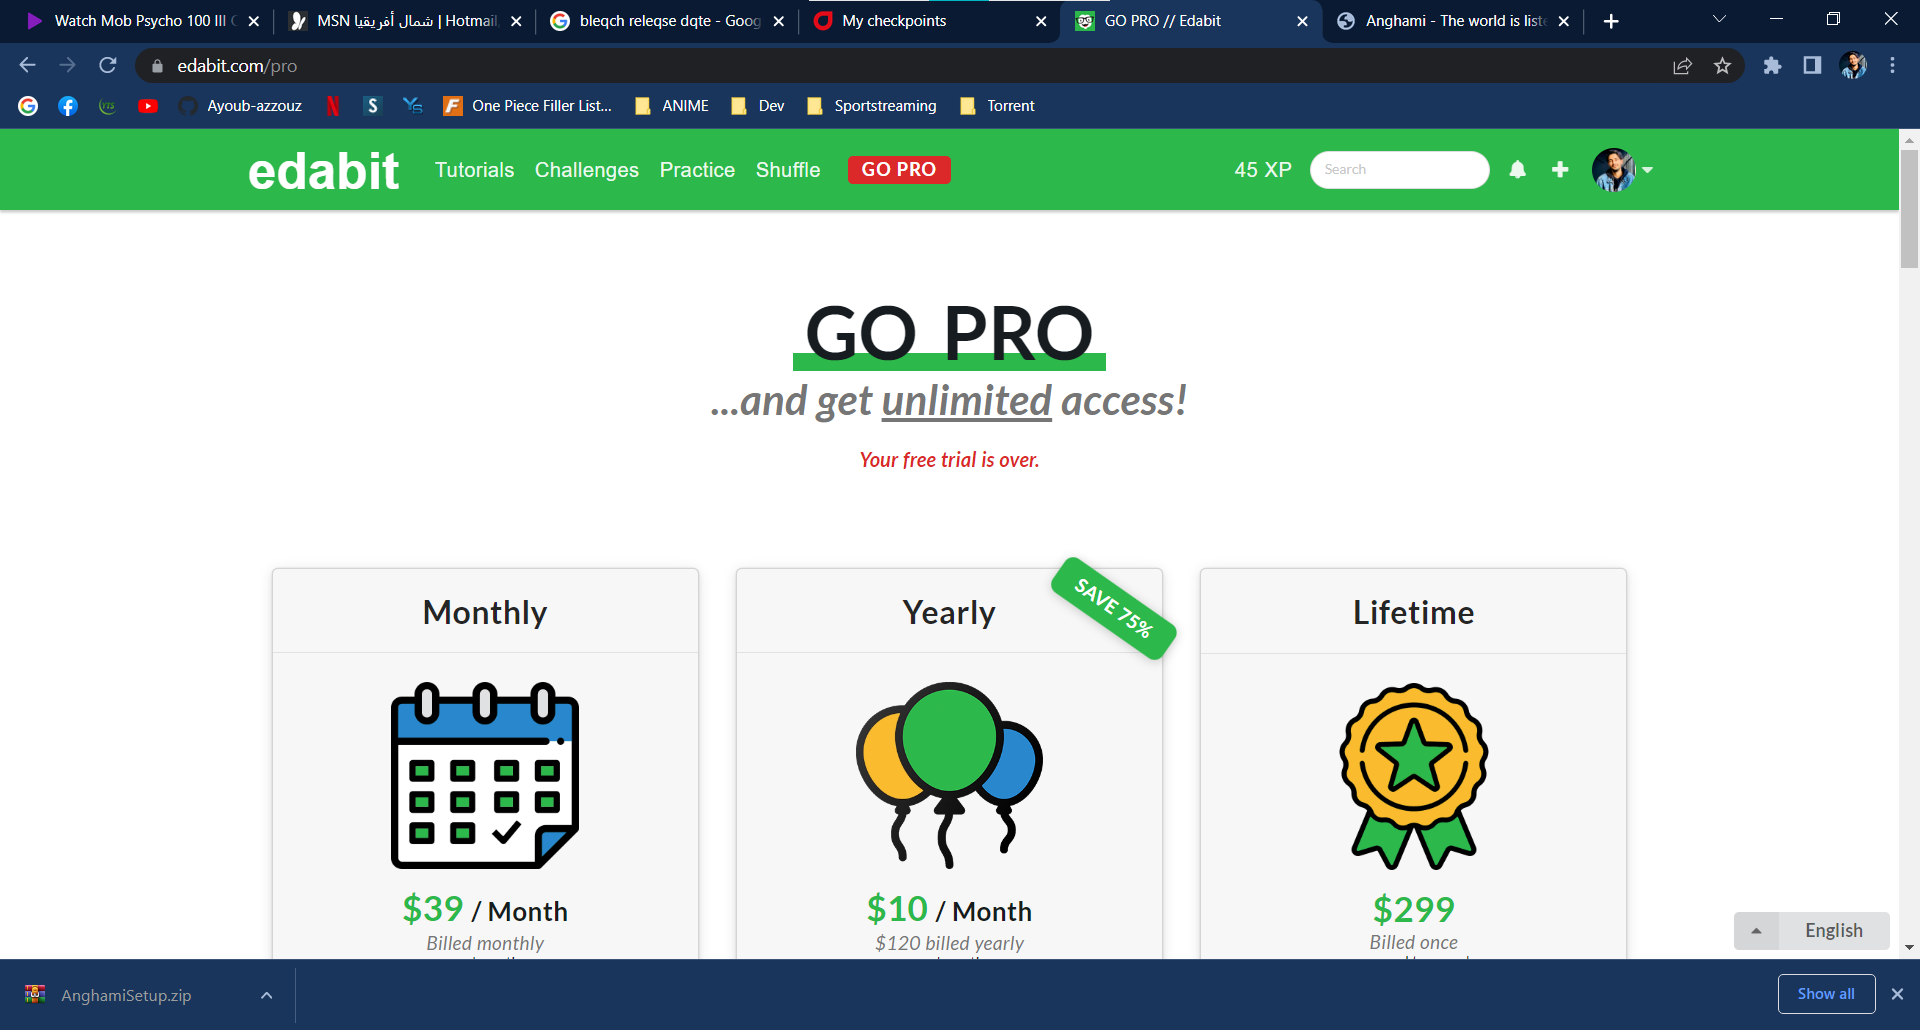 Watch Mob Psycho 100 III
MSN شمال أفريقيا | Hotmail,
bleqch releqse dqte - Goog
My checkpoints
GO PRO // Edabit
Anghami - The world is liste
edabit.com/pro
YTS
Ayoub-azzouz
One Piece Filler List...
ANIME
Dev
Sportstreaming
Torrent
edabit
Tutorials
Challenges
Practice
Shuffle
GO PRO
45 XP
Search
GO PRO
...and get unlimited access!
Your free trial is over.
Monthly
Yearly
SAVE 75%
Lifetime
$39 / Month
Billed monthly
$10 / Month
$120 billed yearly
$299
Billed once
English
AnghamiSetup.zip
Show all